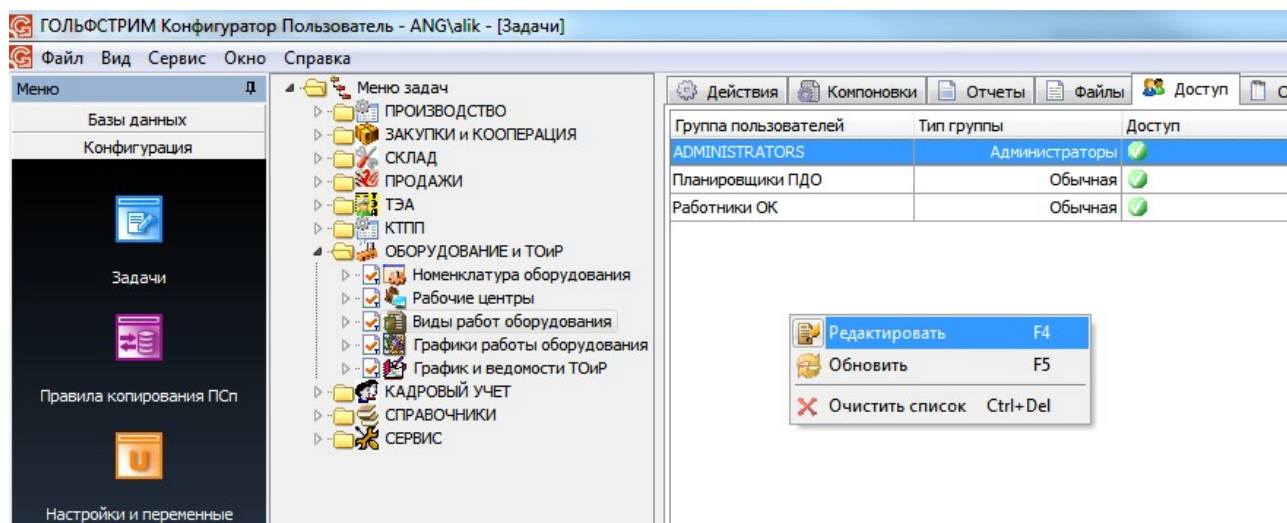 ГОЛЬФСТРИМ Конфигуратор Пользователь - ANG\alik - [Задачи]
Файл Вид Сервис Окно Справка
Меню
Базы данных
Конфигурация
Задачи
Правила копирования ПСп
Настройки и переменные
Меню задач
ПРОИЗВОДСТВО
ЗАКУПКИ и КООПЕРАЦИЯ
СКЛАД
ПРОДАЖИ
ТЭА
КТПП
ОБОРУДОВАНИЕ и ТОиР
Номенклатура оборудования
Рабочие центры
Виды работ оборудования
Графики работы оборудования
График и ведомости ТОиР
КАДРОВЫЙ УЧЕТ
СПРАВОЧНИКИ
СЕРВИС
Действия Компоновки Отчеты Файлы Доступ
Группа пользователей Тип группы Доступ
ADMINISTRATORS Администраторы
Планировщики ПДО Обычная
Работники ОК Обычная
Редактировать F4
Обновить F5
Очистить список Ctrl+Del